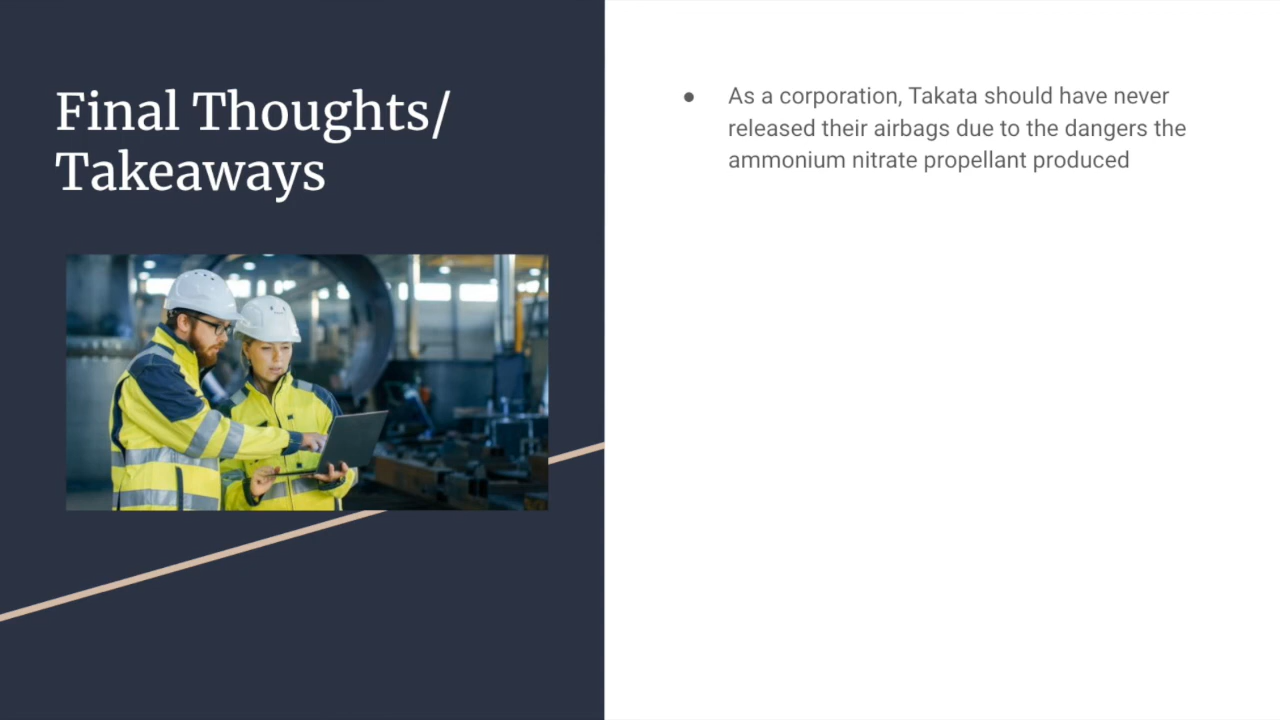 Final Thoughts/
Takeaways
● As a corporation, Takata should have never
released their airbags due to the dangers the
ammonium nitrate propellant produced